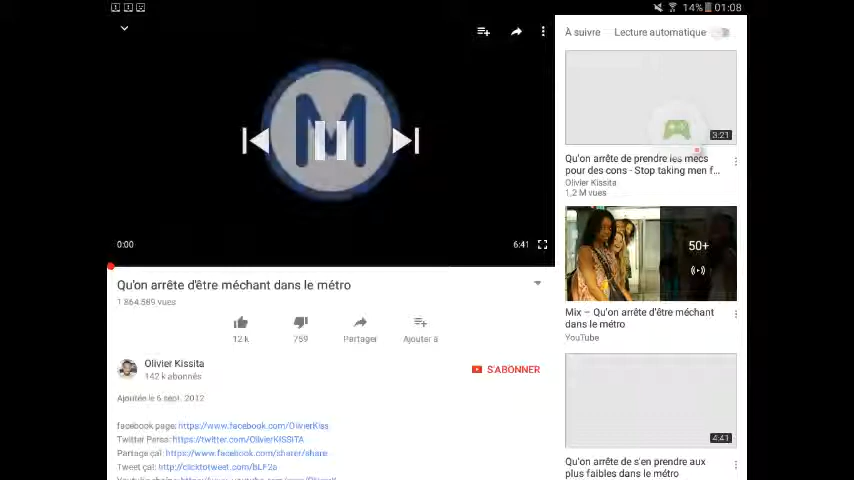 14% 01:08
À suivre Lecture automatique
M
3:21
0:00 6:41
Qu'on arrête de prendre les mecs
pour des cons - Stop taking men f...
Olivier Kissita
1,2 M vues
50+
Qu'on arrête d'être méchant dans le métro
1 864 589 vues
12 k 759 Partager Ajouter à
Mix – Qu'on arrête d'être méchant
dans le métro
YouTube
Olivier Kissita
142 k abonnés
S'ABONNER
Ajoutée le 6 sept. 2012
facebook page: https://www.facebook.com/OlivierKiss
Twitter Perso: https://twitter.com/OlivierKISSITA
Partage ça!: https://www.facebook.com/sharer/share
Tweet ça!: http://clicktotweet.com/BLF2a
4:41
Qu'on arrête de s'en prendre aux
plus faibles dans le métro